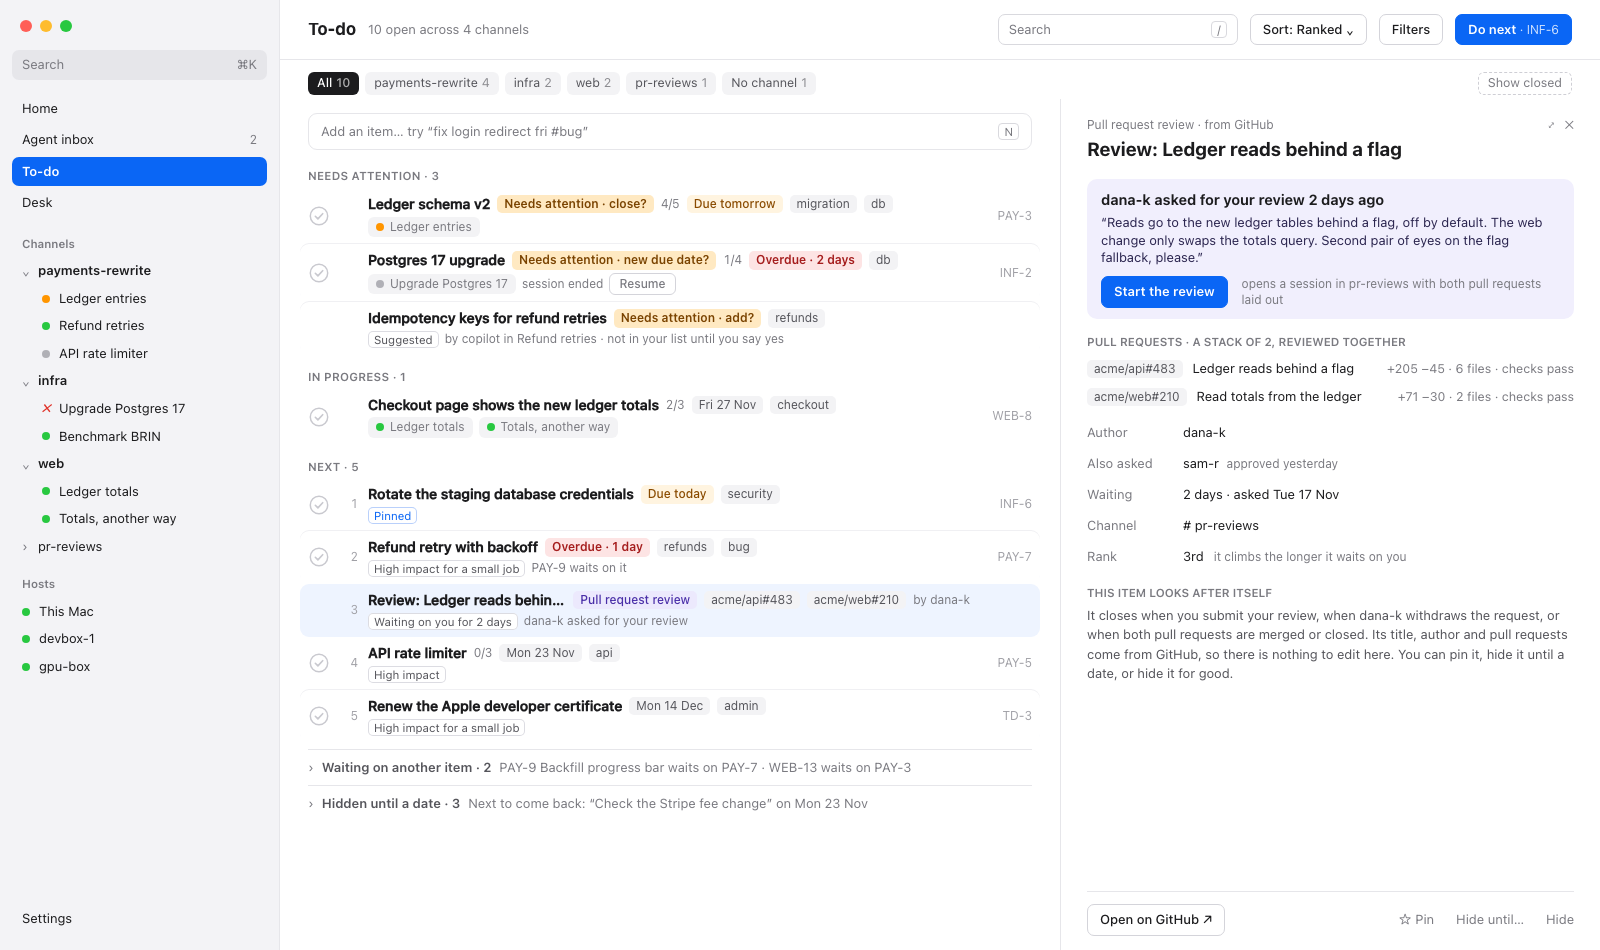 Search ⌘K
Home
Agent inbox 2
To-do
Desk
Channels
payments-rewrite
Ledger entries
Refund retries
API rate limiter
infra
Upgrade Postgres 17
Benchmark BRIN
web
Ledger totals
Totals, another way
pr-reviews
Hosts
This Mac
devbox-1
gpu-box
Settings
To-do 10 open across 4 channels
Search /
Sort: Ranked
Filters
Do next · INF-6
All 10
payments-rewrite 4
infra 2
web 2
pr-reviews 1
No channel 1
Show closed
Add an item... try “fix login redirect fri #bug” N
NEEDS ATTENTION · 3
Ledger schema v2 Needs attention · close? 4/5 Due tomorrow migration db
Ledger entries
PAY-3
Postgres 17 upgrade Needs attention · new due date? 1/4 Overdue · 2 days db
Upgrade Postgres 17 session ended Resume
INF-2
Idempotency keys for refund retries Needs attention · add? refunds
Suggested by copilot in Refund retries · not in your list until you say yes
IN PROGRESS · 1
Checkout page shows the new ledger totals 2/3 Fri 27 Nov checkout
Ledger totals Totals, another way
WEB-8
NEXT · 5
1 Rotate the staging database credentials Due today security
Pinned
INF-6
2 Refund retry with backoff Overdue · 1 day refunds bug
High impact for a small job PAY-9 waits on it
PAY-7
3 Review: Ledger reads behin... Pull request review acme/api#483 acme/web#210 by dana-k
Waiting on you for 2 days dana-k asked for your review
4 API rate limiter 0/3 Mon 23 Nov api
High impact
PAY-5
5 Renew the Apple developer certificate Mon 14 Dec admin
High impact for a small job
TD-3
Waiting on another item · 2 PAY-9 Backfill progress bar waits on PAY-7 · WEB-13 waits on PAY-3
Hidden until a date · 3 Next to come back: “Check the Stripe fee change” on Mon 23 Nov
Pull request review · from GitHub
Review: Ledger reads behind a flag
dana-k asked for your review 2 days ago
“Reads go to the new ledger tables behind a flag, off by default. The web
change only swaps the totals query. Second pair of eyes on the flag
fallback, please.”
Start the review
opens a session in pr-reviews with both pull requests
laid out
PULL REQUESTS · A STACK OF 2, REVIEWED TOGETHER
acme/api#483 Ledger reads behind a flag +205 −45 · 6 files · checks pass
acme/web#210 Read totals from the ledger +71 −30 · 2 files · checks pass
Author dana-k
Also asked sam-r approved yesterday
Waiting 2 days · asked Tue 17 Nov
Channel # pr-reviews
Rank 3rd it climbs the longer it waits on you
THIS ITEM LOOKS AFTER ITSELF
It closes when you submit your review, when dana-k withdraws the request, or
when both pull requests are merged or closed. Its title, author and pull requests
come from GitHub, so there is nothing to edit here. You can pin it, hide it until a
date, or hide it for good.
Open on GitHub ↗
☆ Pin
Hide until...
Hide